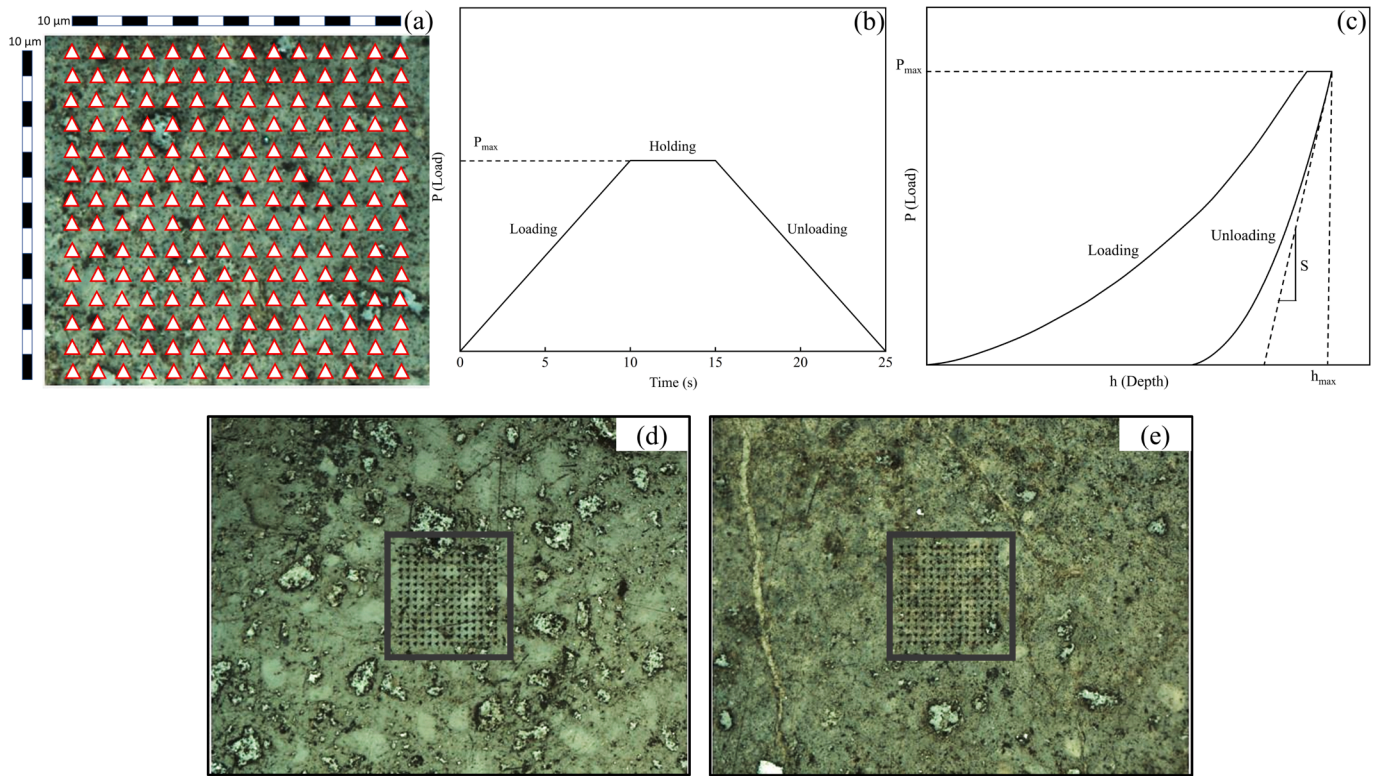 10 μm
(a)
10 μm
(b)
P (Load)
Pmax
Holding
Loading
Unloading
0
5
10
15
20
25
Time (s)
(c)
P (Load)
Pmax
Loading
Unloading
S
h (Depth)
hmax
(d)
(e)